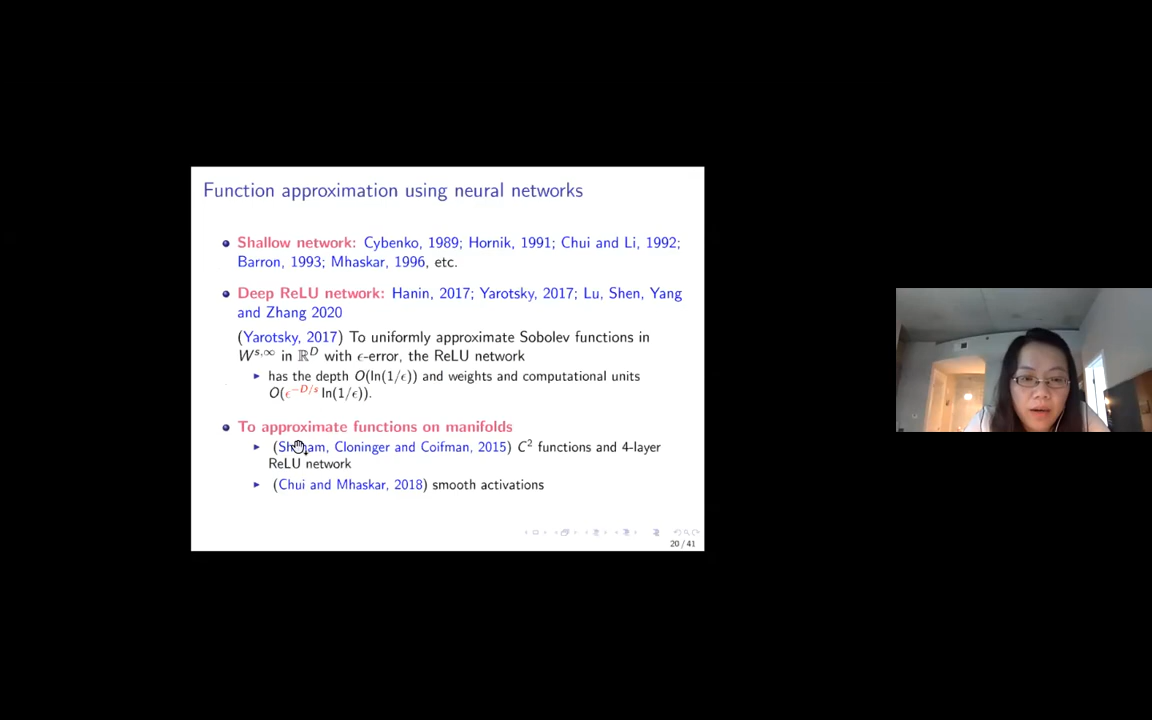 Function approximation using neural networks
Shallow network: Cybenko, 1989; Hornik, 1991; Chui and Li, 1992;
Barron, 1993; Mhaskar, 1996, etc.
Deep ReLU network: Hanin, 2017; Yarotsky, 2017; Lu, Shen, Yang
and Zhang 2020
(Yarotsky, 2017) To uniformly approximate Sobolev functions in
W^{s,∞} in ℝ^D with ϵ-error, the ReLU network
has the depth O(ln(1/ϵ)) and weights and computational units
O(ϵ^{-D/s} ln(1/ϵ)).
To approximate functions on manifolds
Cloninger and Coifman, 2015) C² functions and 4-layer
ReLU network
(Chui and Mhaskar, 2018) smooth activations
20 / 41